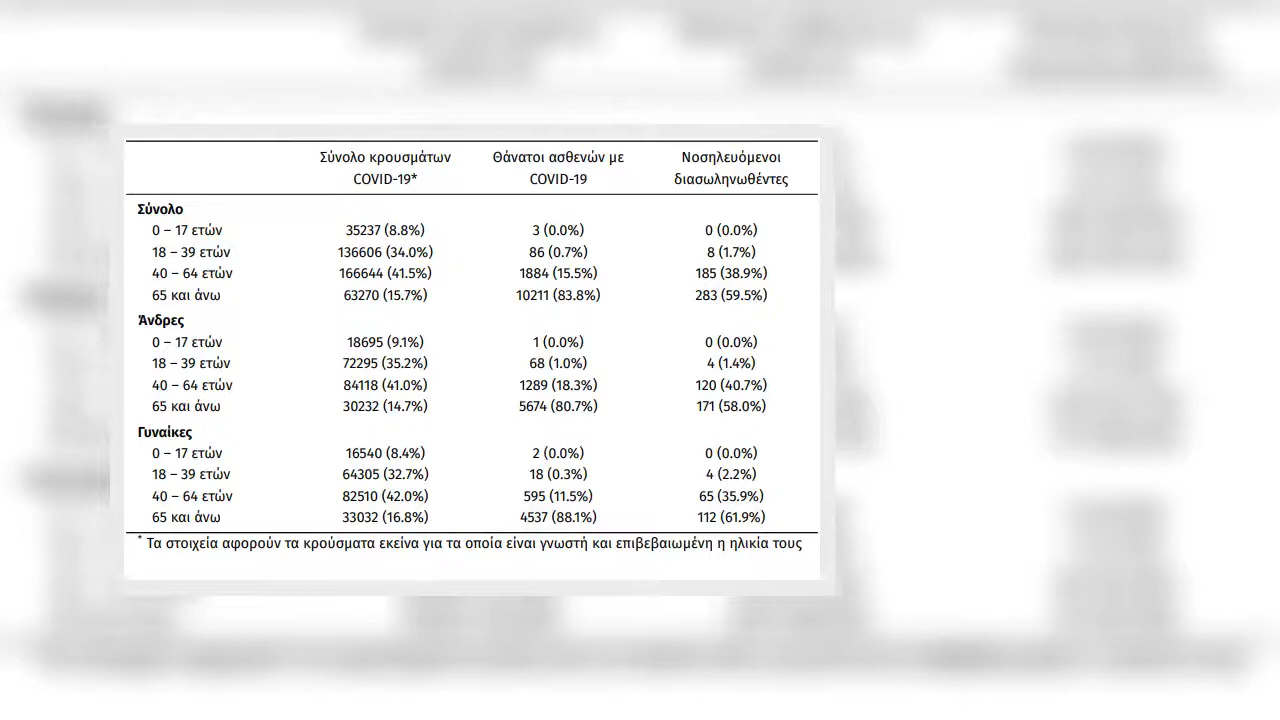 Σύνολο κρουσμάτων COVID-19* Θάνατοι ασθενών με COVID-19 Νοσηλευόμενοι διασωληνωθέντες
Σύνολο
0 – 17 ετών 35237 (8.8%) 3 (0.0%) 0 (0.0%)
18 – 39 ετών 136606 (34.0%) 86 (0.7%) 8 (1.7%)
40 – 64 ετών 166644 (41.5%) 1884 (15.5%) 185 (38.9%)
65 και άνω 63270 (15.7%) 10211 (83.8%) 283 (59.5%)
Άνδρες
0 – 17 ετών 18695 (9.1%) 1 (0.0%) 0 (0.0%)
18 – 39 ετών 72295 (35.2%) 68 (1.0%) 4 (1.4%)
40 – 64 ετών 84118 (41.0%) 1289 (18.3%) 120 (40.7%)
65 και άνω 30232 (14.7%) 5674 (80.7%) 171 (58.0%)
Γυναίκες
0 – 17 ετών 16540 (8.4%) 2 (0.0%) 0 (0.0%)
18 – 39 ετών 64305 (32.7%) 18 (0.3%) 4 (2.2%)
40 – 64 ετών 82510 (42.0%) 595 (11.5%) 65 (35.9%)
65 και άνω 33032 (16.8%) 4537 (88.1%) 112 (61.9%)
* Τα στοιχεία αφορούν τα κρούσματα εκείνα για τα οποία είναι γνωστή και επιβεβαιωμένη η ηλικία τους